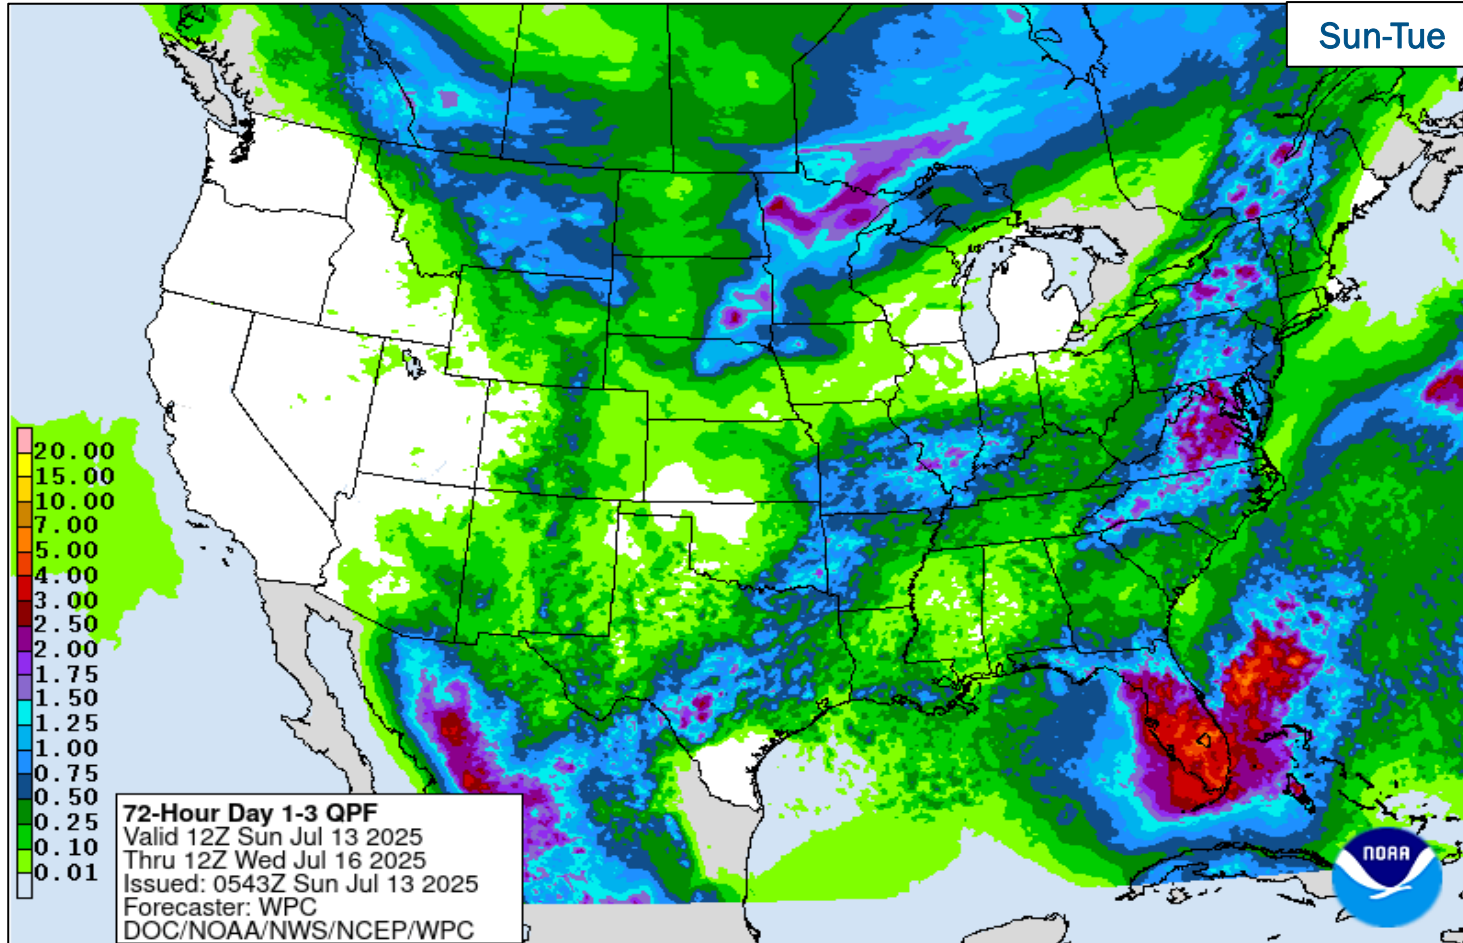 Sun-Tue
20.00
15.00
10.00
7.00
5.00
4.00
3.00
2.50
2.00
1.75
1.50
1.25
1.00
0.75
0.50
0.25
0.10
0.01
72-Hour Day 1-3 QPF
Valid 12Z Sun Jul 13 2025
Thru 12Z Wed Jul 16 2025
Issued: 0543Z Sun Jul 13 2025
Forecaster: WPC
DOC/NOAA/NWS/NCEP/WPC
NOAA